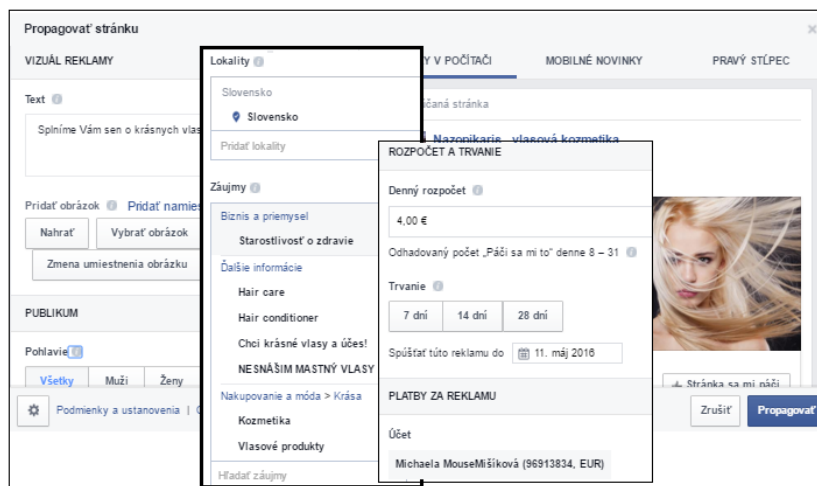 Propagovať stránku
VIZUÁL REKLAMY
Text
Splníme Vám sen o krásnych
Pridať obrázok Pridať
Nahrať Vybrať obrázok
Zmena umiestnenia obrázku
PUBLIKUM
Pohlavie
Všetky Muži Ženy
Podmienky a ustanovenia |
Lokality
Slovensko
Slovensko
Pridať lokality
Záujmy
Biznis a priemysel
Starostlivosť o zdravie
Ďalšie informácie
Hair care
Hair conditioner
Chci krásné vlasy a účes!
NESNÁŠIM MASTNÝ VLASY
Nakupovanie a móda > Krása
Kozmetika
Vlasové produkty
Hľadať záujmy
V POČÍTAČI MOBILNÉ NOVINKY PRAVÝ STĹPEC
stránka
Nazopikaris vlasová kozmetika
ROZPOČET A TRVANIE
Denný rozpočet
4,00 €
Odhadovaný počet „Páči sa mi to" denne 8 – 31
Trvanie
7 dní 14 dní 28 dní
Spúšťať túto reklamu do 11. máj 2016
PLATBY ZA REKLAMU
Účet
Michaela MouseMišíková (96913834, EUR)
Stránka sa mi páči
Zrušiť Propagovať